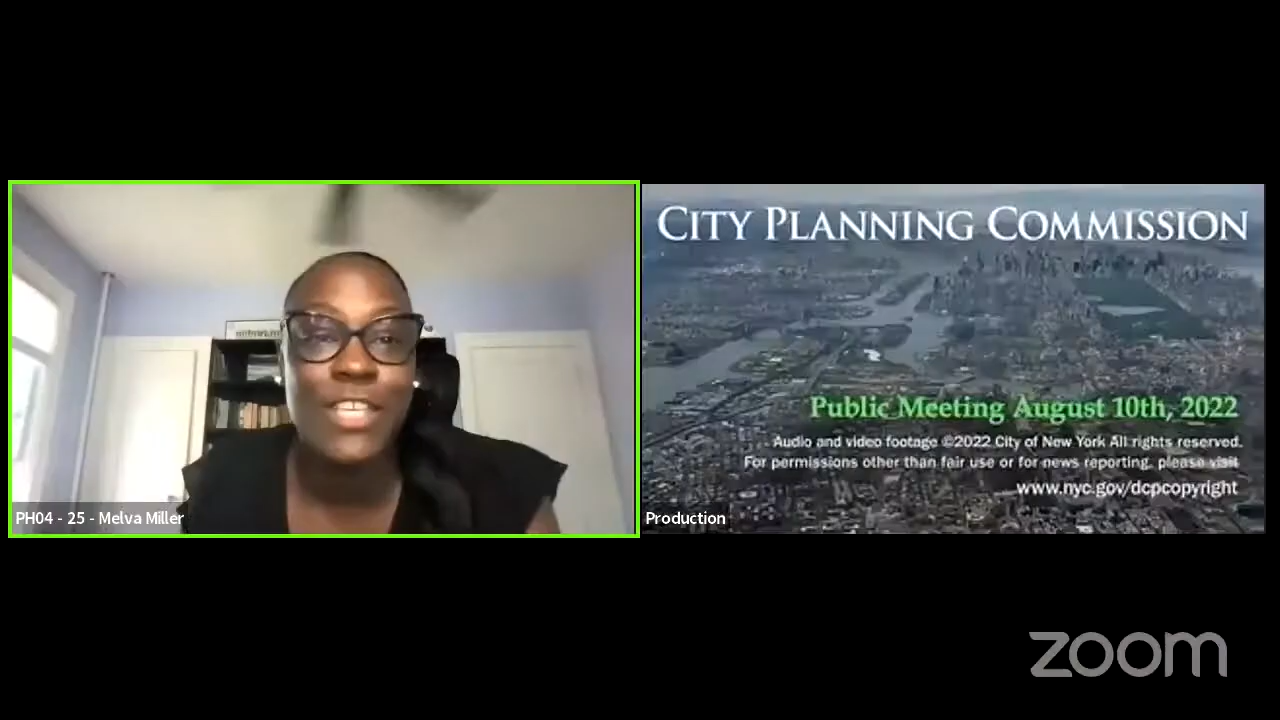 CITY PLANNING COMMISSION
Public Meeting August 10th, 2022
Audio and video footage ©2022 City of New York All rights reserved.
For permissions other than fair use or for news reporting, please visit
www.nyc.gov/dcpcopyright
PH04 - 25 - Melva Miller
Production
zoom